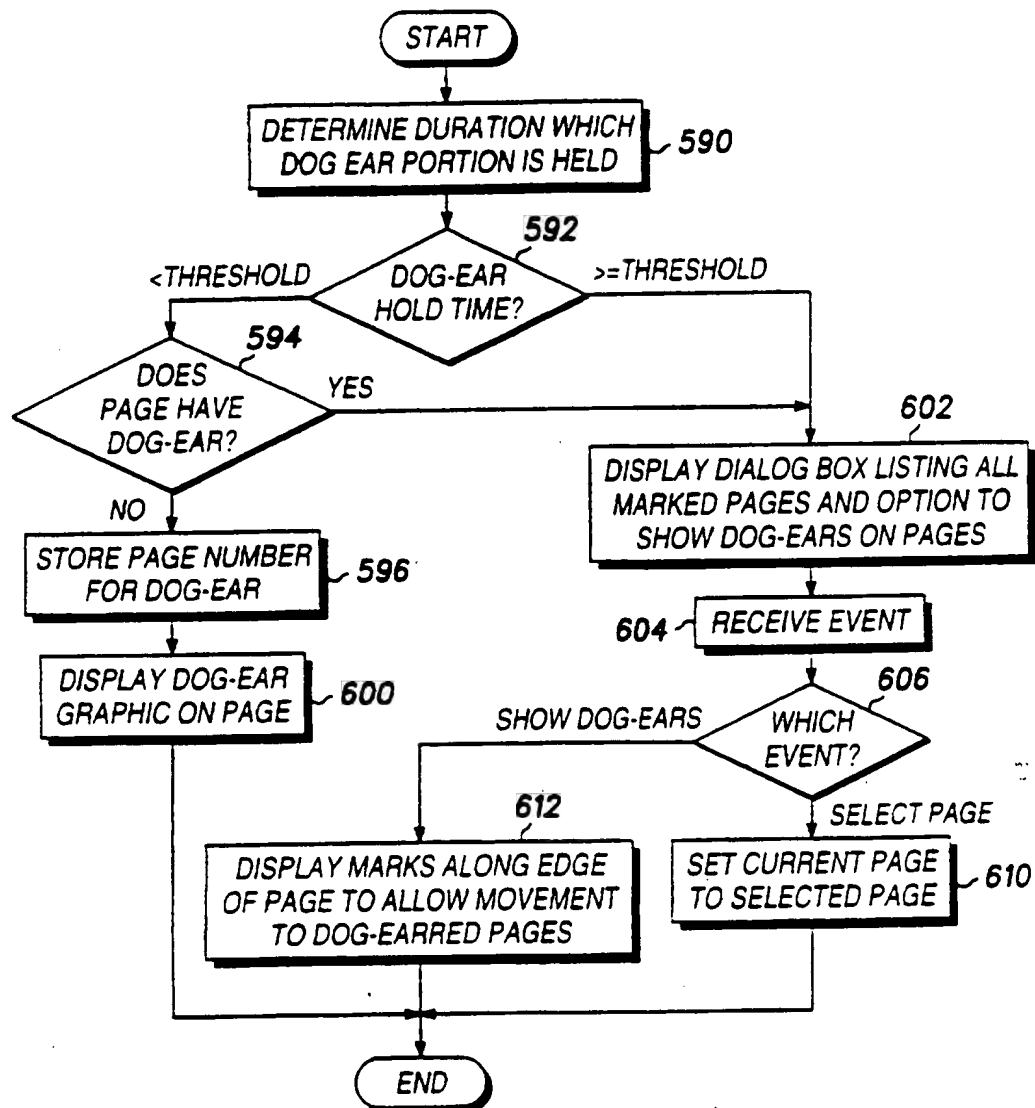 START
DETERMINE DURATION WHICH
DOG EAR PORTION IS HELD
590
592
<THRESHOLD
DOG-EAR
HOLD TIME?
>=THRESHOLD
594
DOES
PAGE HAVE
DOG-EAR?
YES
NO
602
DISPLAY DIALOG BOX LISTING ALL
MARKED PAGES AND OPTION TO
SHOW DOG-EARS ON PAGES
STORE PAGE NUMBER
FOR DOG-EAR
596
604
RECEIVE EVENT
DISPLAY DOG-EAR
GRAPHIC ON PAGE
600
606
SHOW DOG-EARS
WHICH
EVENT?
SELECT PAGE
612
DISPLAY MARKS ALONG EDGE
OF PAGE TO ALLOW MOVEMENT
TO DOG-EARRED PAGES
SET CURRENT PAGE
TO SELECTED PAGE
610
END